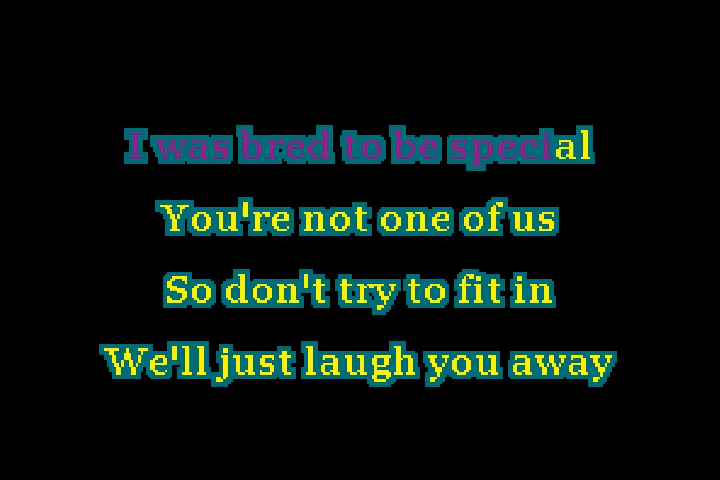 I was bred to be special
You're not one of us
So don't try to fit in
We'll just laugh you away